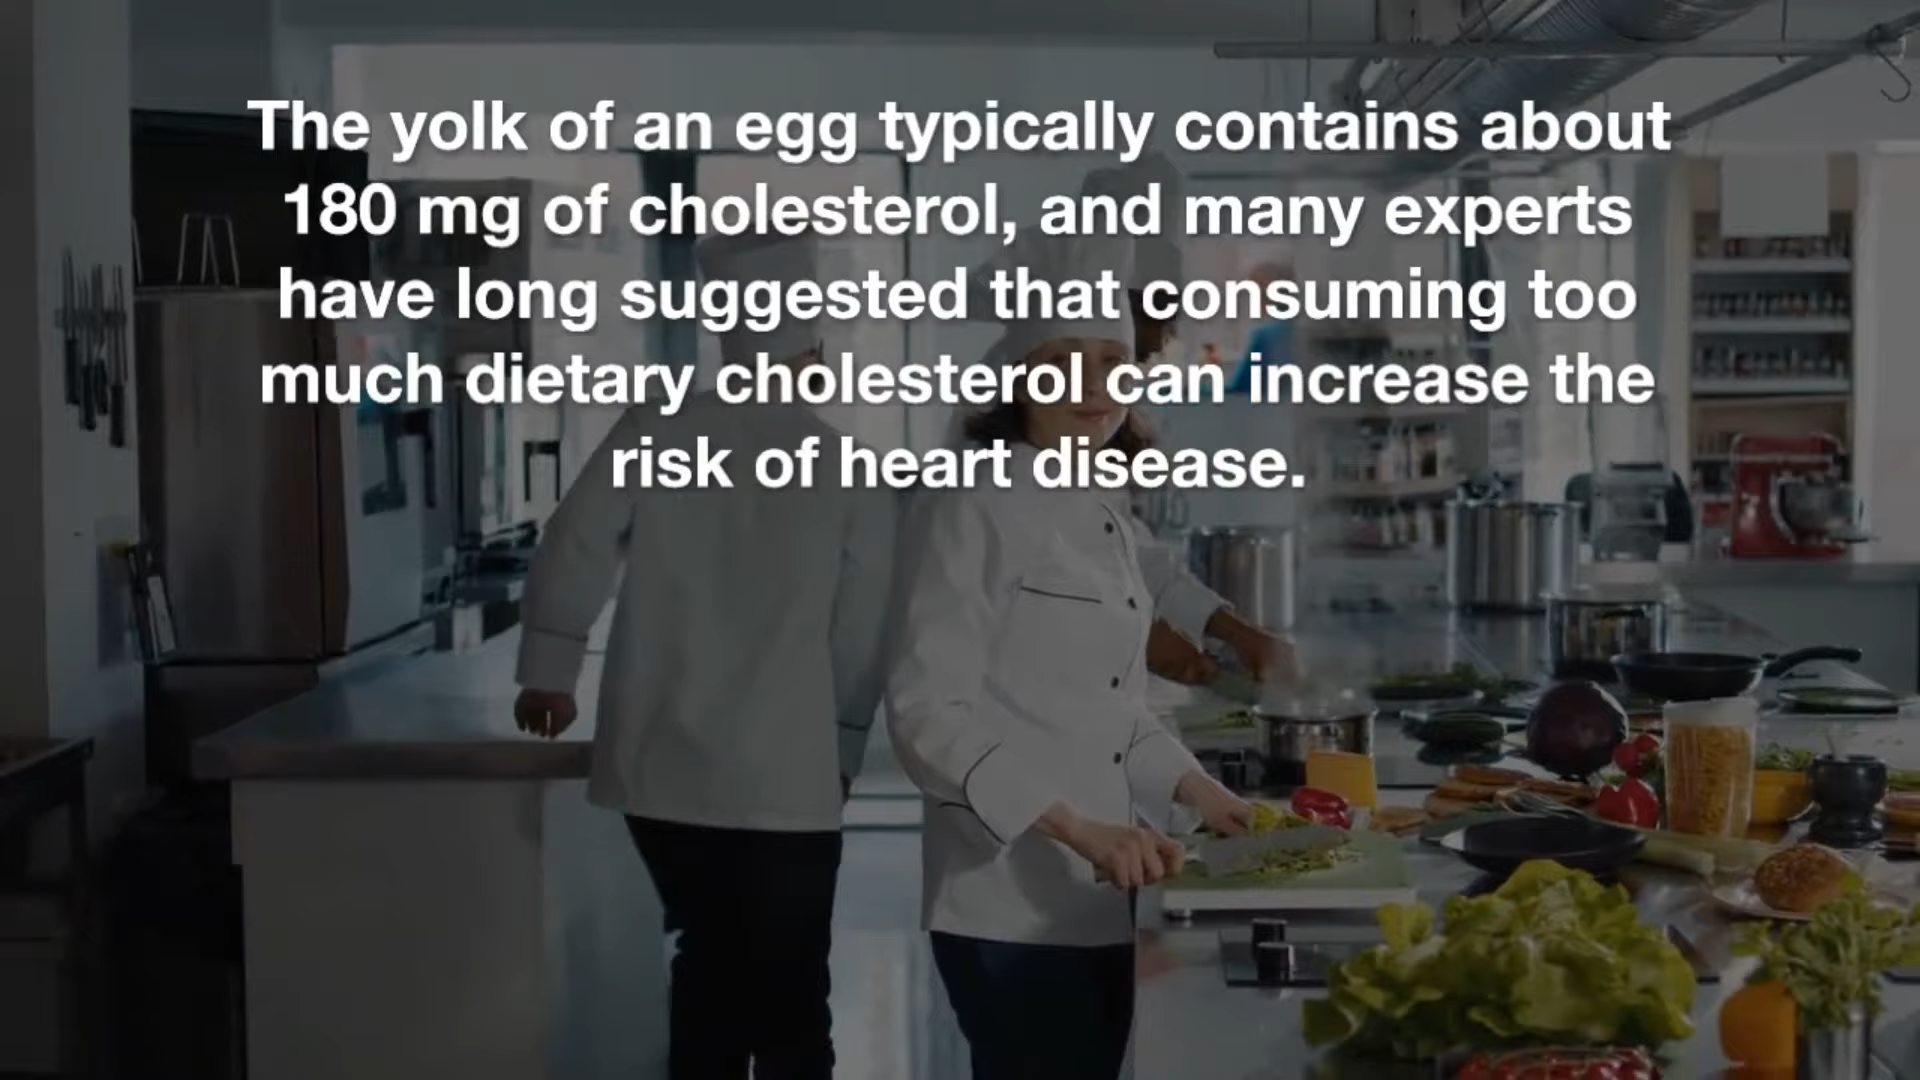 The yolk of an egg typically contains about
180 mg of cholesterol, and many experts
have long suggested that consuming too
much dietary cholesterol can increase the
risk of heart disease.